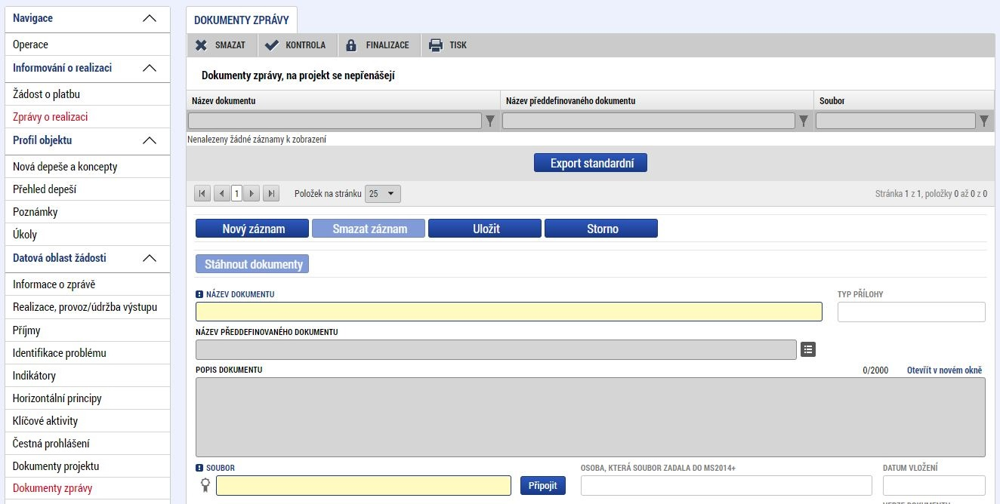 Navigace
Operace
Informování o realizaci
Žádost o platbu
Zprávy o realizaci
Profil objektu
Nová depeše a koncepty
Přehled depeší
Poznámky
Úkoly
Datová oblast žádosti
Informace o zprávě
Realizace, provoz/údržba výstupu
Příjmy
Identifikace problému
Indikátory
Horizontální principy
Klíčové aktivity
Čestná prohlášení
Dokumenty projektu
Dokumenty zprávy
DOKUMENTY ZPRÁVY
SMAZAT KONTROLA FINALIZACE TISK
Dokumenty zprávy, na projekt se nepřenášejí
Název dokumentu Název předdefinovaného dokumentu Soubor
Nenalezeny žádné záznamy k zobrazení
Export standardní
1 Položek na stránku 25 Stránka 1 z 1, položky 0 až 0 z 0
Nový záznam Smazat záznam Uložit Storno
Stáhnout dokumenty
NÁZEV DOKUMENTU TYP PŘÍLOHY
NÁZEV PŘEDDEFINOVANÉHO DOKUMENTU
POPIS DOKUMENTU 0/2000 Otevřít v novém okně
SOUBOR OSOBA, KTERÁ SOUBOR ZADALA DO MS2014+ DATUM VLOŽENÍ
Připojit